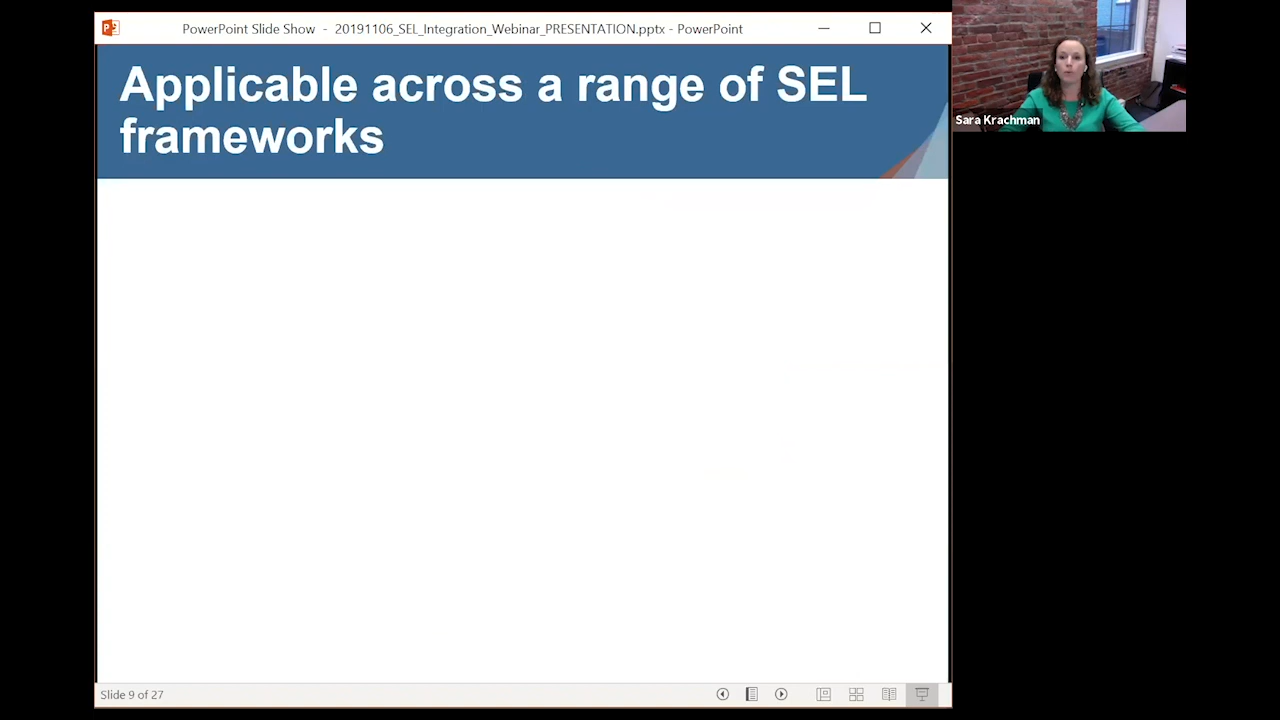 PowerPoint Slide Show - 20191106_SEL_Integration_Webinar_PRESENTATION.pptx - PowerPoint
Applicable across a range of SEL
frameworks
Sara Krachman
Slide 9 of 27